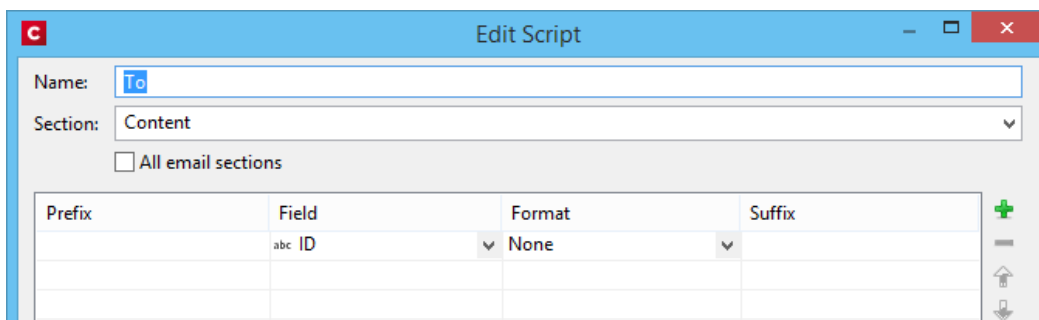 C Edit Script
Name: To
Section: Content
All email sections
Prefix Field Format Suffix
abc ID None